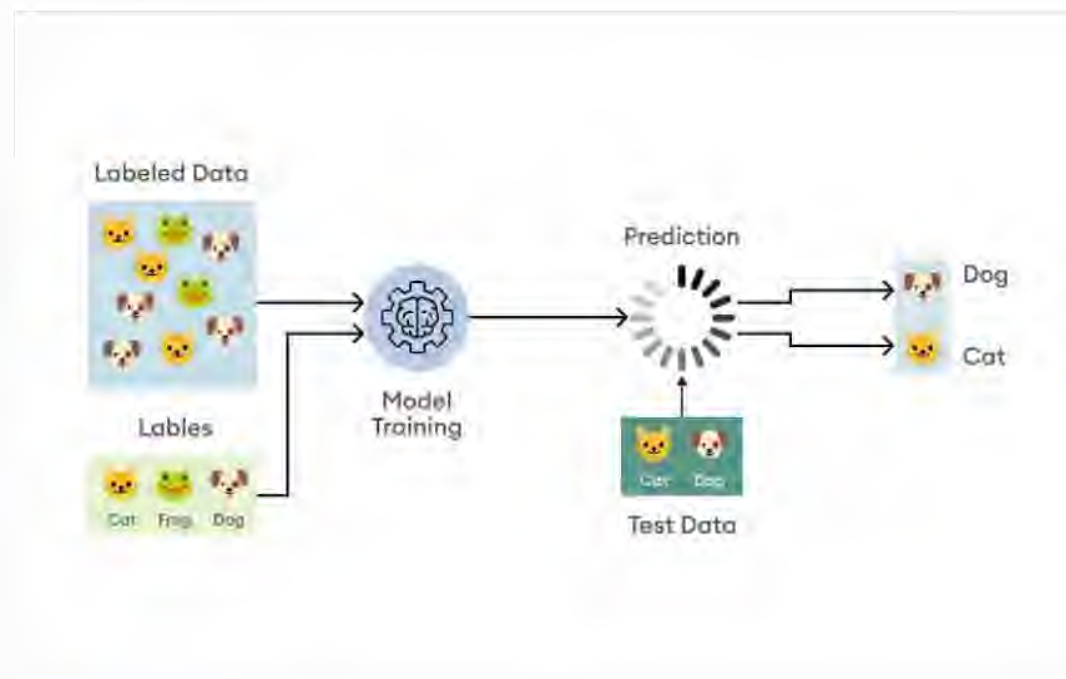 Labeled Data
Lables
Cat Frog Dog
Model
Training
Prediction
Cat Dog
Test Data
Dog
Cat